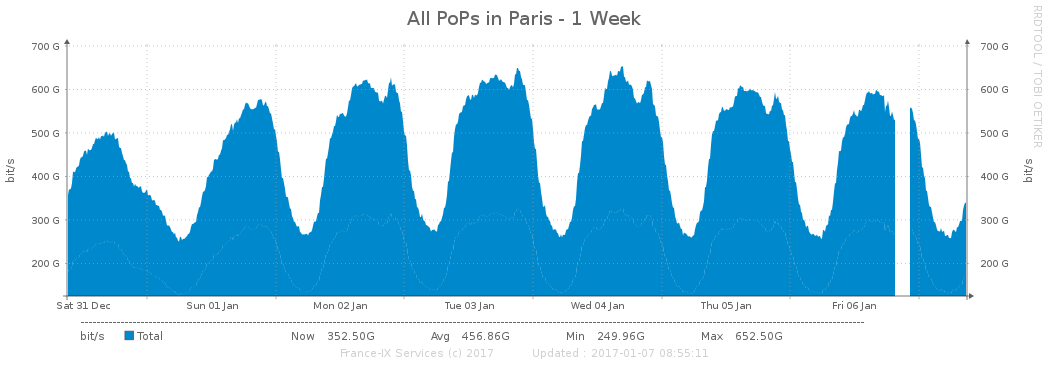 All PoPs in Paris - 1 Week
RRDTOOL / TOBI OETIKER
700 G 700 G
600 G 600 G
500 G 500 G
400 G 400 G
300 G 300 G
200 G 200 G
bit/s
bit/s
Sat 31 Dec Sun 01 Jan Mon 02 Jan Tue 03 Jan Wed 04 Jan Thu 05 Jan Fri 06 Jan
bit/s Total Now 352.50G Avg 456.86G Min 249.96G Max 652.50G
France-IX Services (c) 2017 Updated : 2017-01-07 08:55:11